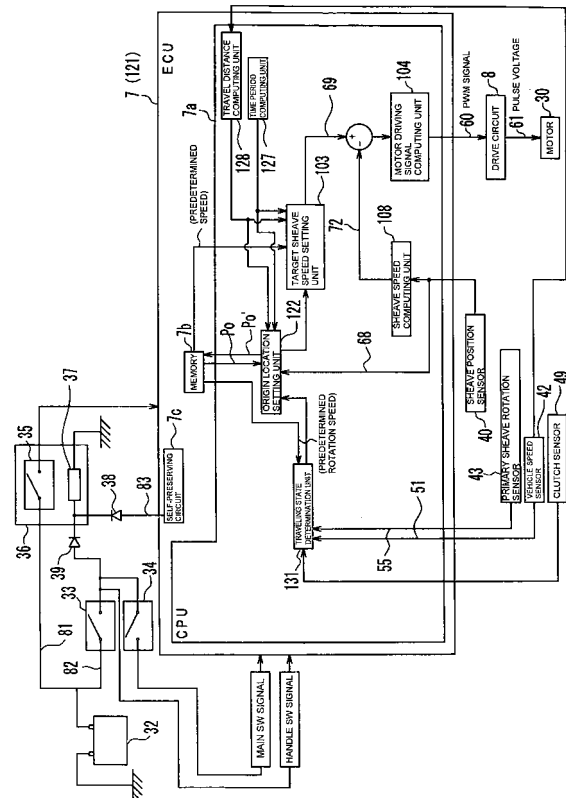 7 (121)
ECU
7a
CPU
TRAVEL DISTANCE
COMPUTING UNIT
128
TIME PERIOD
COMPUTING UNIT
127
(PREDETERMINED
SPEED)
7b
MEMORY
Po
Po'
ORIGIN LOCATION
SETTING UNIT
122
TARGET SHEAVE
SPEED SETTING
UNIT
103
69
+
-
MOTOR DRIVING
SIGNAL
COMPUTING UNIT
104
60
PWM SIGNAL
DRIVE CIRCUIT
8
61
PULSE VOLTAGE
MOTOR
30
72
SHEAVE SPEED
COMPUTING UNIT
108
68
SHEAVE POSITION
SENSOR
40
7c
SELF-PRESERVING
CIRCUIT
TRAVELING STATE
DETERMINATION UNIT
131
(PREDETERMINED
ROTATION SPEED)
55
51
PRIMARY SHEAVE ROTATION
SENSOR
43
VEHICLE SPEED
SENSOR
42
CLUTCH SENSOR
49
35
36
37
38
83
39
33
34
81
82
32
MAIN SW SIGNAL
HANDLE SW SIGNAL